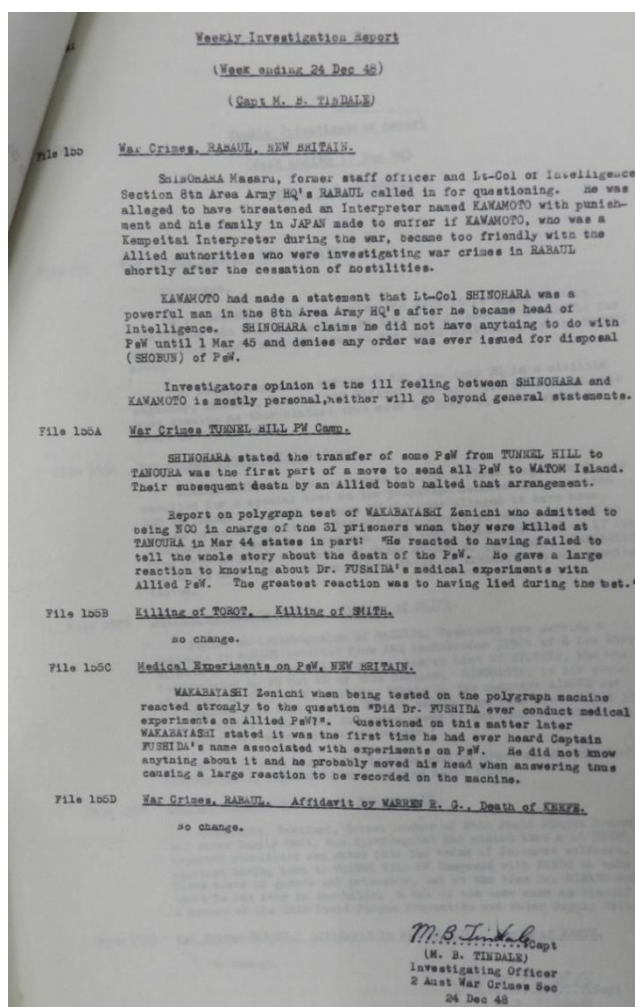 Weekly Investigation Report
(Week ending 24 Dec 48)
(Capt M. B. TINDALE)
File 155 War Crimes, RABAUL, NEW BRITAIN.
SHINOHARA Masaru, former staff officer and Lt-Col of Intelligence
Section 8th Area Army HQ's RABAUL called in for questioning. He was
alleged to have threatened an Interpreter named KAWAMOTO with punish-
ment and his family in JAPAN made to suffer if KAWAMOTO, who was a
Kempeitai Interpreter during the war, became too friendly with the
Allied authorities who were investigating war crimes in RABAUL
shortly after the cessation of hostilities.
KAWAMOTO had made a statement that Lt-Col SHINOHARA was a
powerful man in the 8th Area Army HQ's after he became head of
Intelligence. SHINOHARA claims he did not have anything to do with
PsW until 1 Mar 45 and denies any order was ever issued for disposal
(SHOBUN) of PsW.
Investigators opinion is the ill feeling between SHINOHARA and
KAWAMOTO is mostly personal, neither will go beyond general statements.
File 155A War Crimes TUNNEL HILL PW Camp.
SHINOHARA stated the transfer of some PsW from TUNNEL HILL to
TANOURA was the first part of a move to send all PsW to WATOM Island.
Their subsequent death by an Allied bomb halted that arrangement.
Report on polygraph test of WAKABAYASHI Zenichi who admitted to
being NCO in charge of the 31 prisoners when they were killed at
TANOURA in Mar 44 states in part: "He reacted to having failed to
tell the whole story about the death of the PsW. He gave a large
reaction to knowing about Dr. FUSHIDA's medical experiments with
Allied PsW. The greatest reaction was to having lied during the test."
File 155B Killing of TOROT, Killing of SMITH.
No change.
File 155C Medical Experiments on PsW, NEW BRITAIN.
WAKABAYASHI Zenichi when being tested on the polygraph machine
reacted strongly to the question "Did Dr. FUSHIDA ever conduct medical
experiments on Allied PsW?". Questioned on this matter later
WAKABAYASHI stated it was the first time he had ever heard Captain
FUSHIDA's name associated with experiments on PsW. He did not know
anything about it and he probably moved his head when answering thus
causing a large reaction to be recorded on the machine.
File 155D War Crimes, RABAUL. Affidavit by WARREN R. G., Death of KEEFE.
No change.
M.B.Tindale Capt
(M. B. TINDALE)
Investigating Officer
2 Aust War Crimes Sec
24 Dec 48